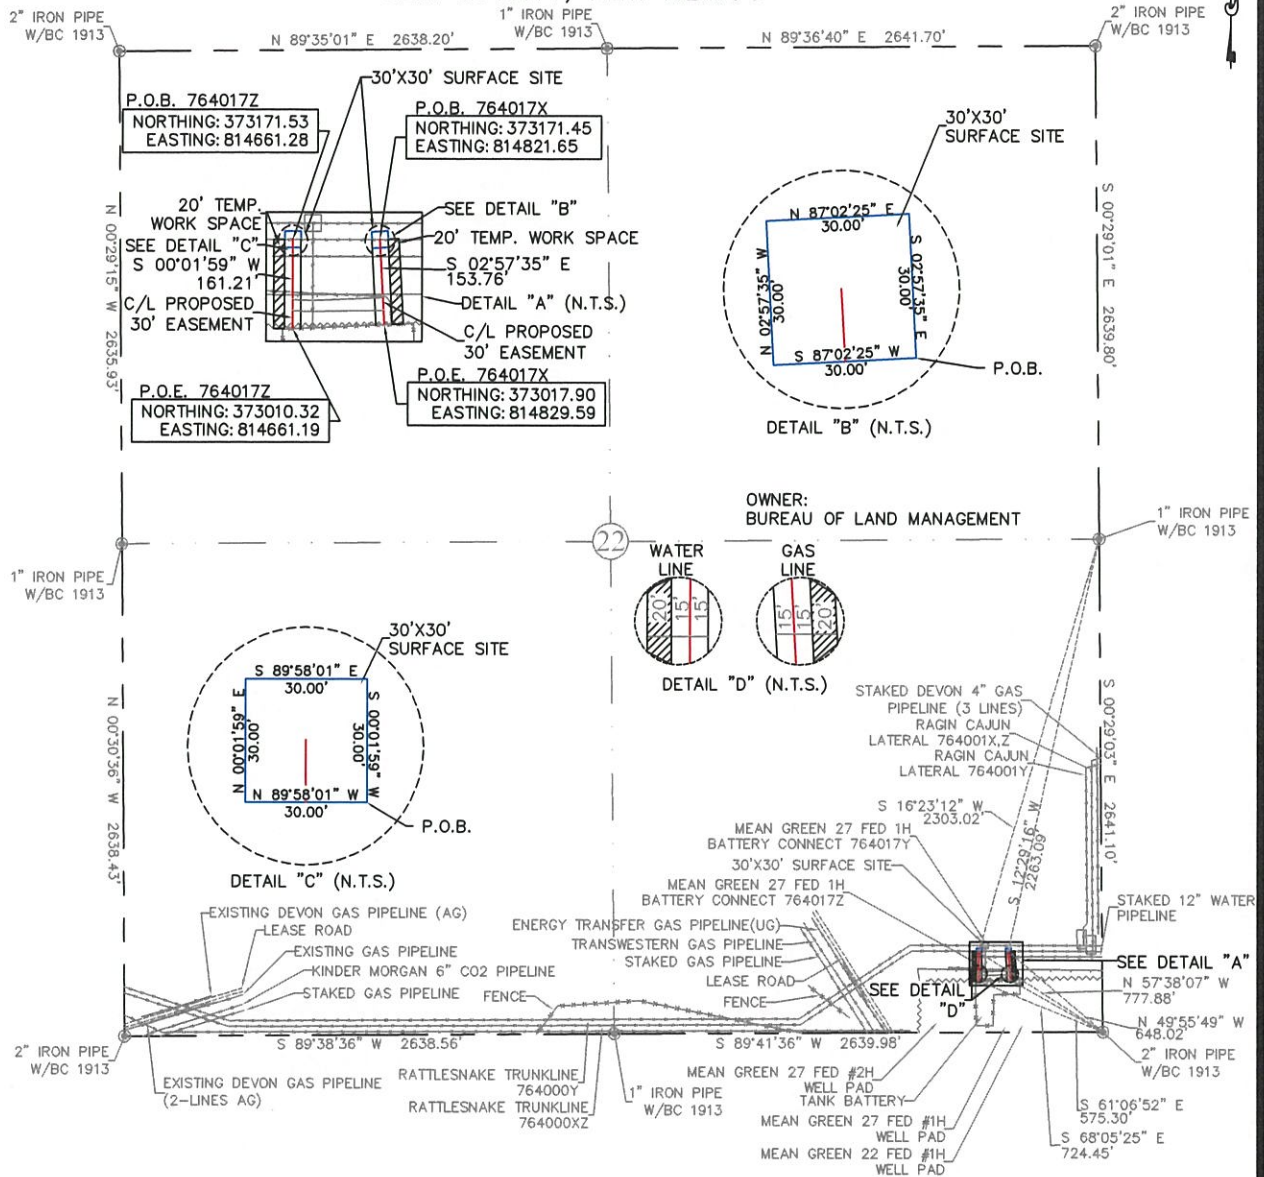 2" IRON PIPE
W/BC 1913
N 89°35'01" E 2638.20'
1" IRON PIPE
W/BC 1913
N 89°36'40" E 2641.70'
2" IRON PIPE
W/BC 1913
30'X30' SURFACE SITE
P.O.B. 764017Z
NORTHING: 373171.53
EASTING: 814661.28
P.O.B. 764017X
NORTHING: 373171.45
EASTING: 814821.65
30'X30'
SURFACE SITE
20' TEMP.
WORK SPACE
SEE DETAIL "C"
S 00°01'59" W
161.21'
C/L PROPOSED
30' EASEMENT
SEE DETAIL "B"
20' TEMP. WORK SPACE
S 02°57'35" E
153.76'
DETAIL "A" (N.T.S.)
C/L PROPOSED
30' EASEMENT
P.O.E. 764017Z
NORTHING: 373010.32
EASTING: 814661.19
P.O.E. 764017X
NORTHING: 373017.90
EASTING: 814829.59
N 00°29'15" W 2635.93'
N 87°02'25" E
30.00'
S 02°57'35" E
30.00'
N 02°57'35" W
30.00'
S 87°02'25" W
30.00'
P.O.B.
DETAIL "B" (N.T.S.)
S 00°29'01" E 2639.80'
OWNER:
BUREAU OF LAND MANAGEMENT
1" IRON PIPE
W/BC 1913
22
1" IRON PIPE
W/BC 1913
WATER
LINE
20'
15'
15'
GAS
LINE
15'
15'
20'
DETAIL "D" (N.T.S.)
30'X30'
SURFACE SITE
S 89°58'01" E
30.00'
N 00°01'59" E
30.00'
S 00°01'59" W
30.00'
N 89°58'01" W
30.00'
P.O.B.
DETAIL "C" (N.T.S.)
N 00°30'36" W 2638.43'
STAKED DEVON 4" GAS
PIPELINE (3 LINES)
RAGIN CAJUN
LATERAL 764001X,Z
RAGIN CAJUN
LATERAL 764001Y
S 00°29'03" E 2641.10'
S 16°23'12" W
2303.02'
S 12°29'16" W
2263.09'
MEAN GREEN 27 FED 1H
BATTERY CONNECT 764017Y
30'X30' SURFACE SITE
MEAN GREEN 27 FED 1H
BATTERY CONNECT 764017Z
STAKED 12" WATER
PIPELINE
EXISTING DEVON GAS PIPELINE (AG)
LEASE ROAD
EXISTING GAS PIPELINE
KINDER MORGAN 6" CO2 PIPELINE
STAKED GAS PIPELINE
FENCE
ENERGY TRANSFER GAS PIPELINE(UG)
TRANSWESTERN GAS PIPELINE
STAKED GAS PIPELINE
LEASE ROAD
FENCE
SEE DETAIL
"D"
SEE DETAIL "A"
N 57°38'07" W
777.88'
N 49°55'49" W
648.02'
2" IRON PIPE
W/BC 1913
S 89°38'36" W 2638.56'
S 89°41'36" W 2639.98'
2" IRON PIPE
W/BC 1913
EXISTING DEVON GAS PIPELINE
(2-LINES AG)
RATTLESNAKE TRUNKLINE
764000Y
RATTLESNAKE TRUNKLINE
764000XZ
1" IRON PIPE
W/BC 1913
MEAN GREEN 27 FED #2H
WELL PAD
TANK BATTERY
MEAN GREEN 27 FED #1H
WELL PAD
MEAN GREEN 22 FED #1H
WELL PAD
S 61°06'52" E
575.30'
S 68°05'25" E
724.45'